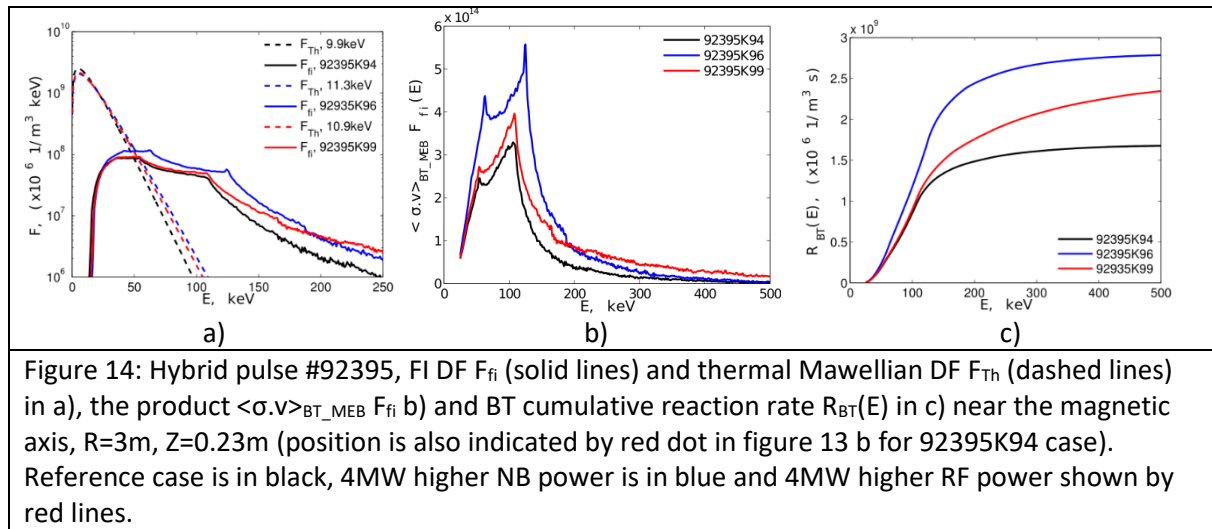 10^10
10^9
10^8
10^7
10^6
F, (x10^6 1/m^3 keV)
0 50 100 150 200 250
E, keV
F_Th, 9.9keV
F_fi, 92395K94
F_Th, 11.3keV
F_fi, 92935K96
F_Th, 10.9keV
F_fi, 92395K99
a)
6 x 10^14
5
4
3
2
1
0
< σ.v>_BT_MEB F_fi (E)
0 100 200 300 400 500
E, keV
92395K94
92395K96
92395K99
b)
3 x 10^9
2.5
2
1.5
1
0.5
0
R_BT(E), (x10^6 1/m^3 s)
0 100 200 300 400 500
E, keV
92395K94
92395K96
92935K99
c)
Figure 14: Hybrid pulse #92395, FI DF F_fi (solid lines) and thermal Mawellian DF F_Th (dashed lines)
in a), the product <σ.v>_BT_MEB F_fi b) and BT cumulative reaction rate R_BT(E) in c) near the magnetic
axis, R=3m, Z=0.23m (position is also indicated by red dot in figure 13 b for 92395K94 case).
Reference case is in black, 4MW higher NB power is in blue and 4MW higher RF power shown by
red lines.